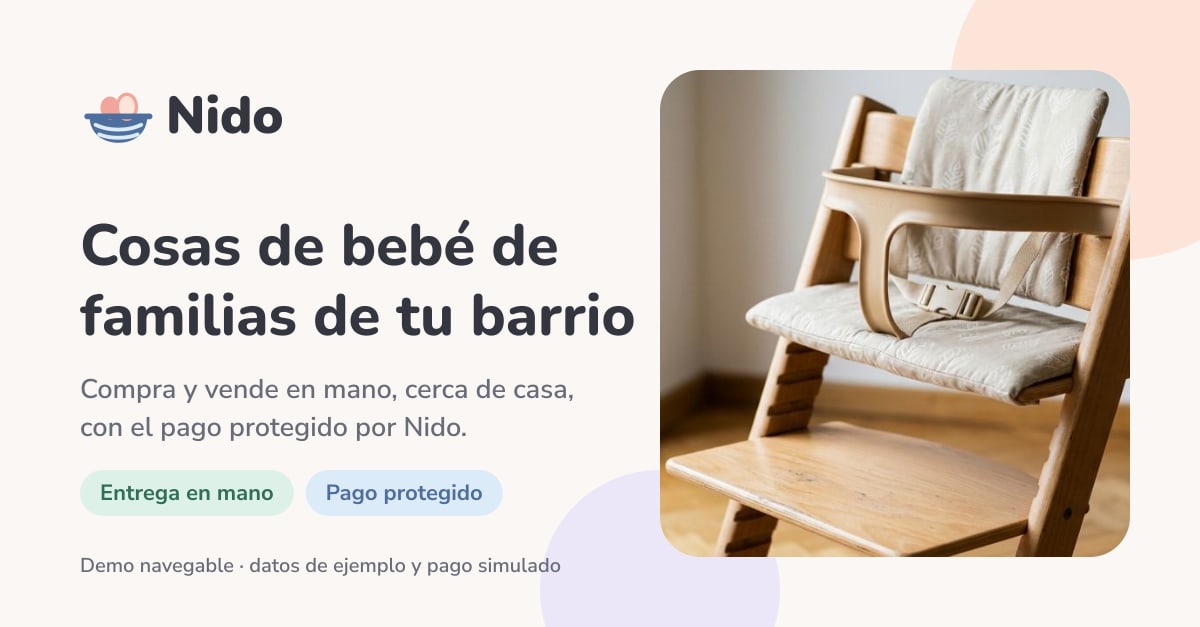 Nido
Cosas de bebé de
familias de tu barrio
Compra y vende en mano, cerca de casa,
con el pago protegido por Nido.
Entrega en mano
Pago protegido
Demo navegable · datos de ejemplo y pago simulado